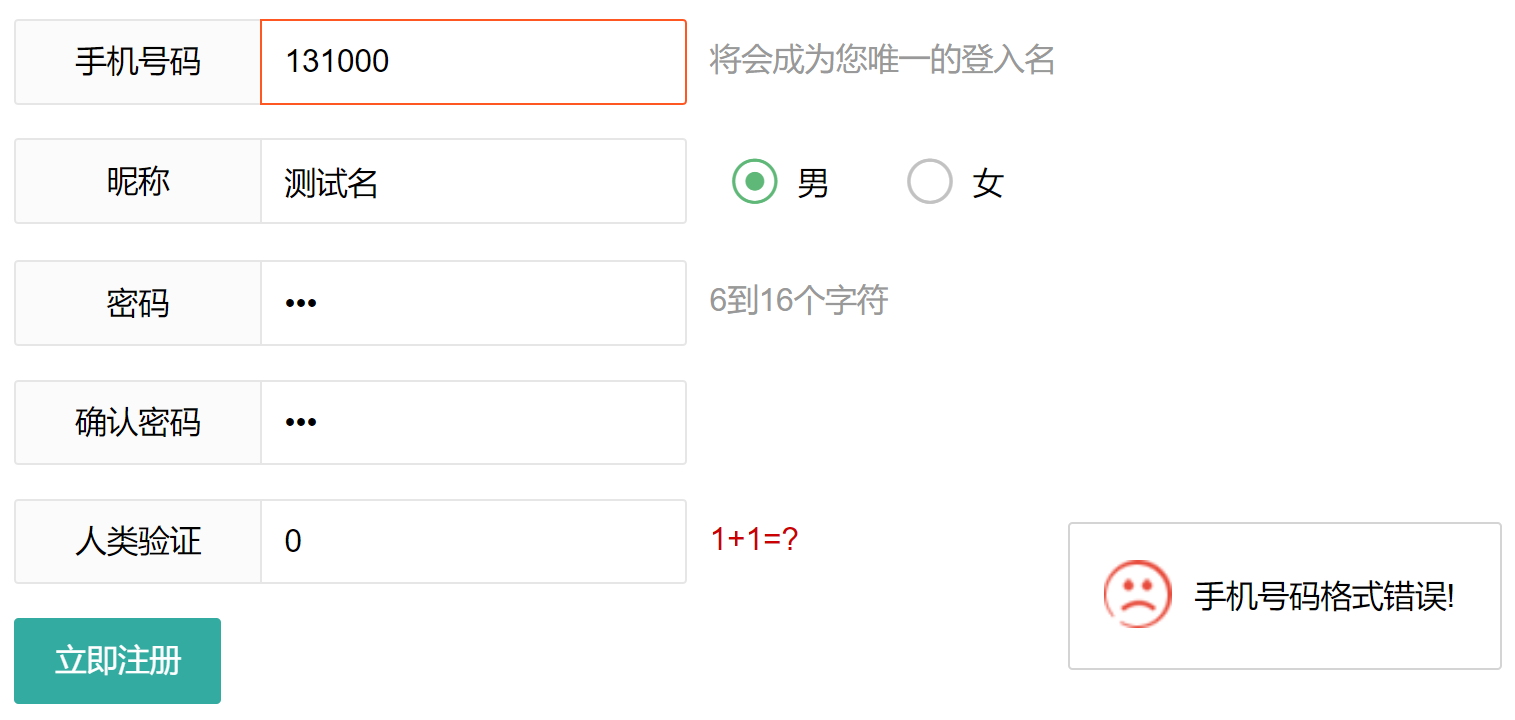 手机号码 131000 将会成为您唯一的登入名
昵称 测试名 男 女
密码 ••• 6到16个字符
确认密码 •••
人类验证 0 1+1=?
手机号码格式错误!
立即注册